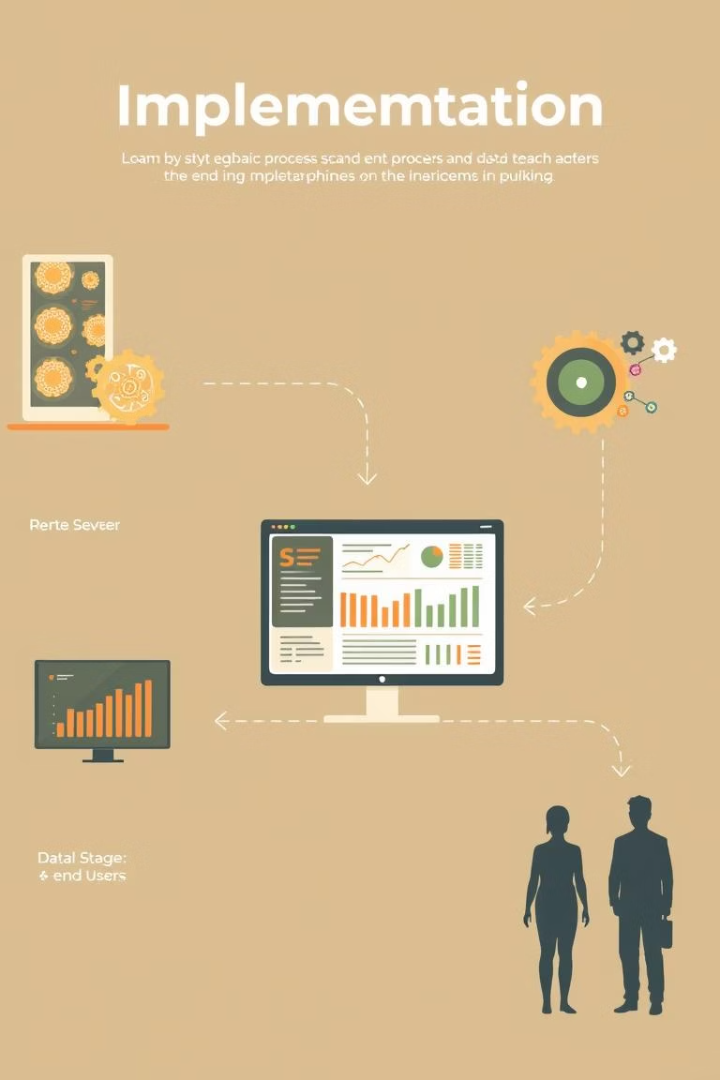 Implememtation
Loam by styt egbaic process scand ent procers and datd teach acters
the end ing mpletarphines on the inaricems in pulking
Rerte Seveer
Datal Stage:
& end Users